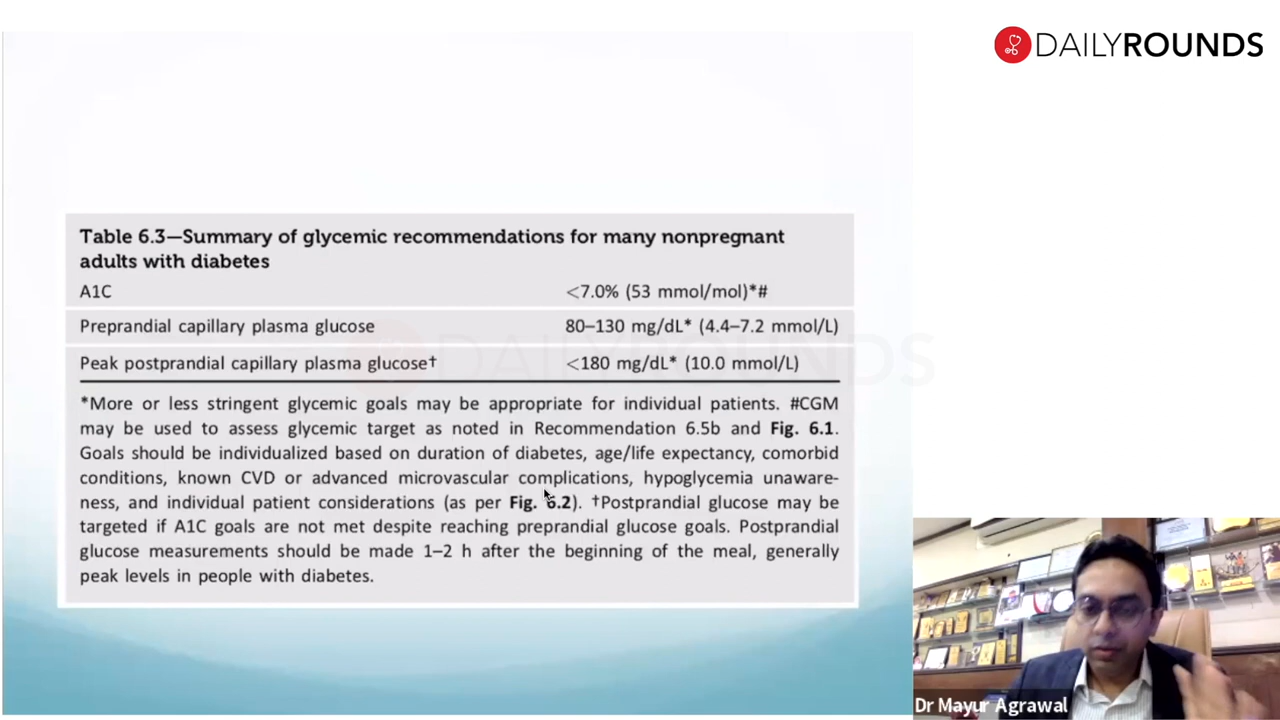 DAILYROUNDS
Table 6.3—Summary of glycemic recommendations for many nonpregnant
adults with diabetes
A1C <7.0% (53 mmol/mol)*#
Preprandial capillary plasma glucose 80–130 mg/dL* (4.4–7.2 mmol/L)
Peak postprandial capillary plasma glucose† <180 mg/dL* (10.0 mmol/L)
DAILYROUNDS
*More or less stringent glycemic goals may be appropriate for individual patients. #CGM
may be used to assess glycemic target as noted in Recommendation 6.5b and Fig. 6.1.
Goals should be individualized based on duration of diabetes, age/life expectancy, comorbid
conditions, known CVD or advanced microvascular complications, hypoglycemia unaware-
ness, and individual patient considerations (as per Fig. 6.2). †Postprandial glucose may be
targeted if A1C goals are not met despite reaching preprandial glucose goals. Postprandial
glucose measurements should be made 1–2 h after the beginning of the meal, generally
peak levels in people with diabetes.
Dr Mayur Agrawal